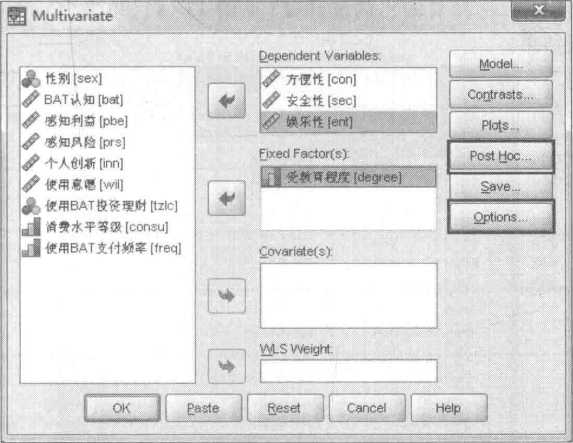 Multivariate
性别 [sex]
BAT认知 [bat]
感知利益 [pbe]
感知风险 [prs]
个人创新 [inn]
使用意愿 [wil]
使用BAT投资理财 [tzlc]
消费水平等级 [consu]
使用BAT支付频率 [freq]
Dependent Variables:
方便性 [con]
安全性 [sec]
娱乐性 [ent]
Fixed Factor(s):
受教育程度 [degree]
Covariate(s):
WLS Weight:
Model...
Contrasts...
Plots...
Post Hoc...
Save...
Options...
OK
Paste
Reset
Cancel
Help